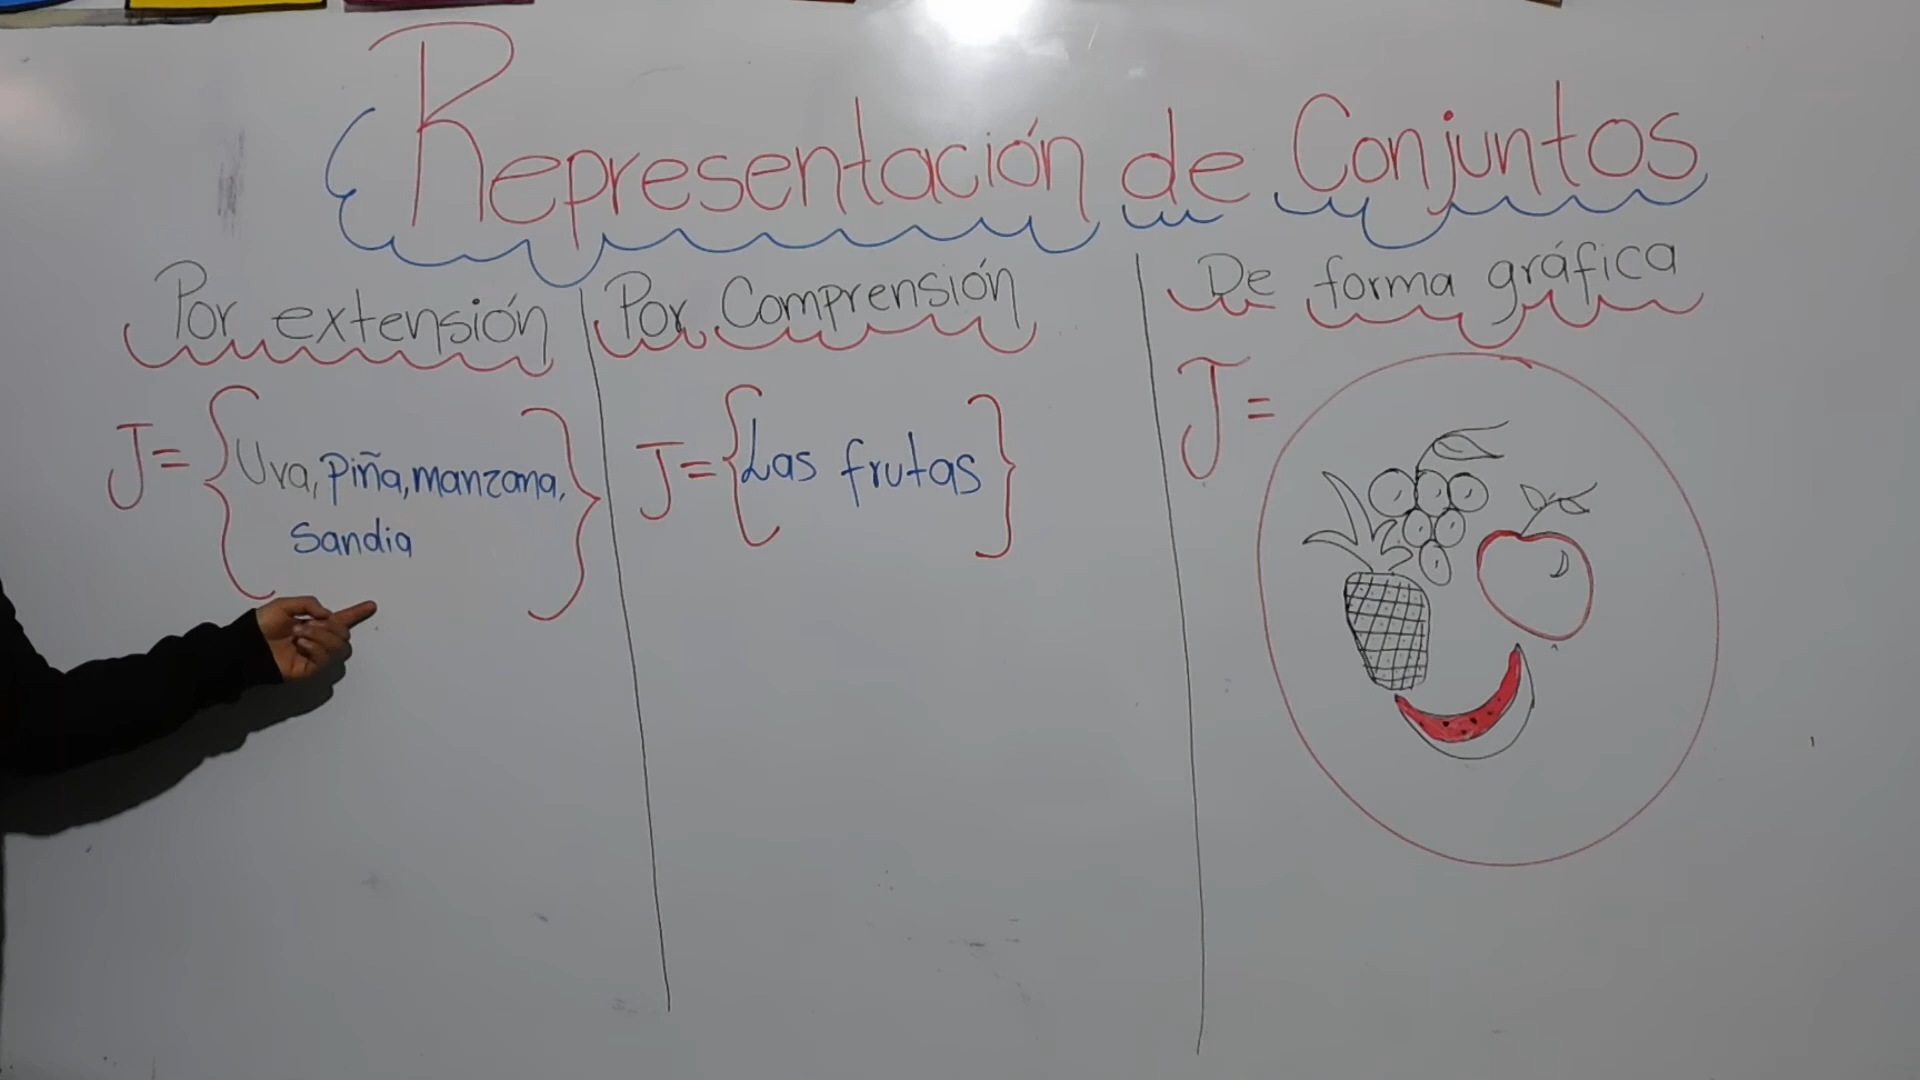 Representación de Conjuntos
Por extensión
J = { Uva, piña, manzana,
Sandia }
Por Comprensión
J = { Las frutas }
De forma gráfica
J =